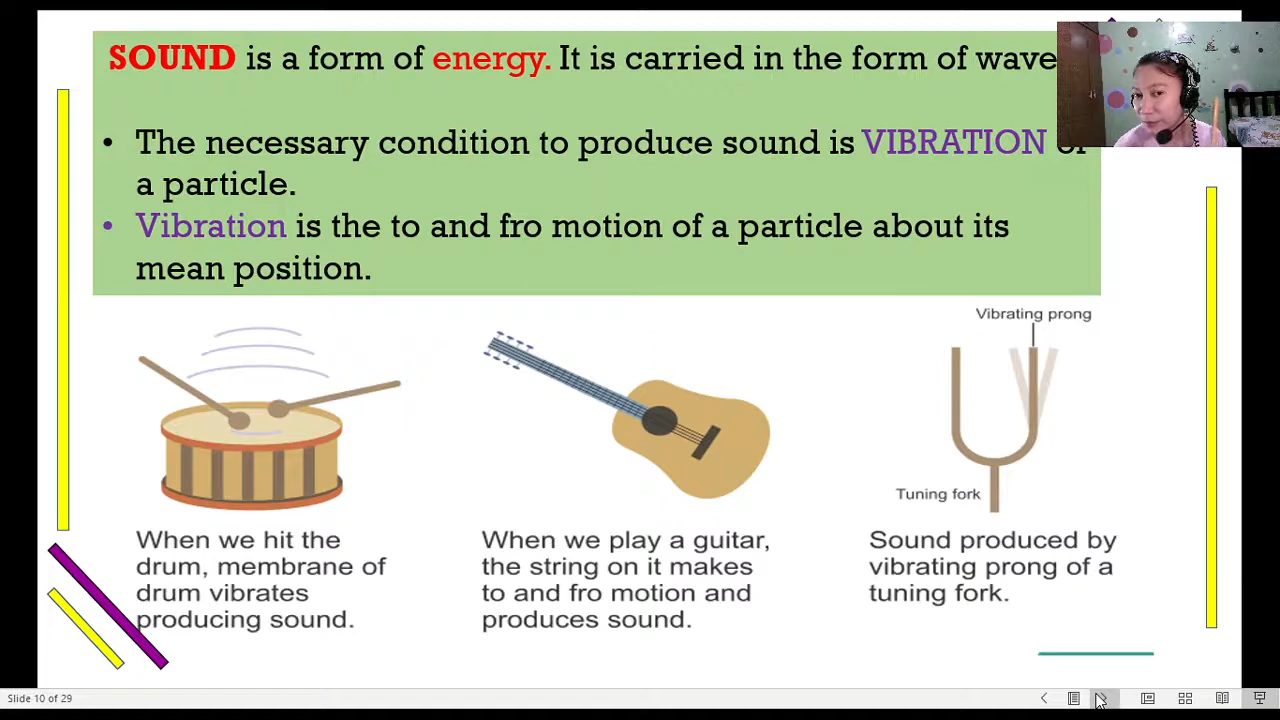 SOUND is a form of energy. It is carried in the form of wave
• The necessary condition to produce sound is VIBRATION of
a particle.
• Vibration is the to and fro motion of a particle about its
mean position.
Vibrating prong
Tuning fork
When we hit the
drum, membrane of
drum vibrates
producing sound.
When we play a guitar,
the string on it makes
to and fro motion and
produces sound.
Sound produced by
vibrating prong of a
tuning fork.
Slide 10 of 29